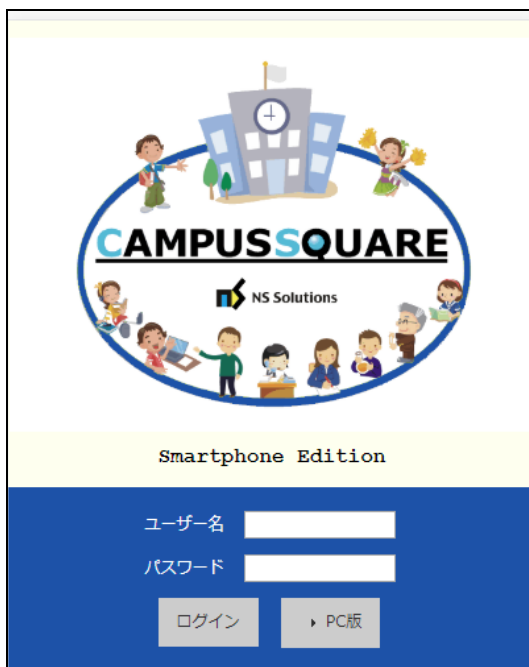 CAMPUSSQUARE
NS Solutions
Smartphone Edition
ユーザー名
パスワード
ログイン
PC版